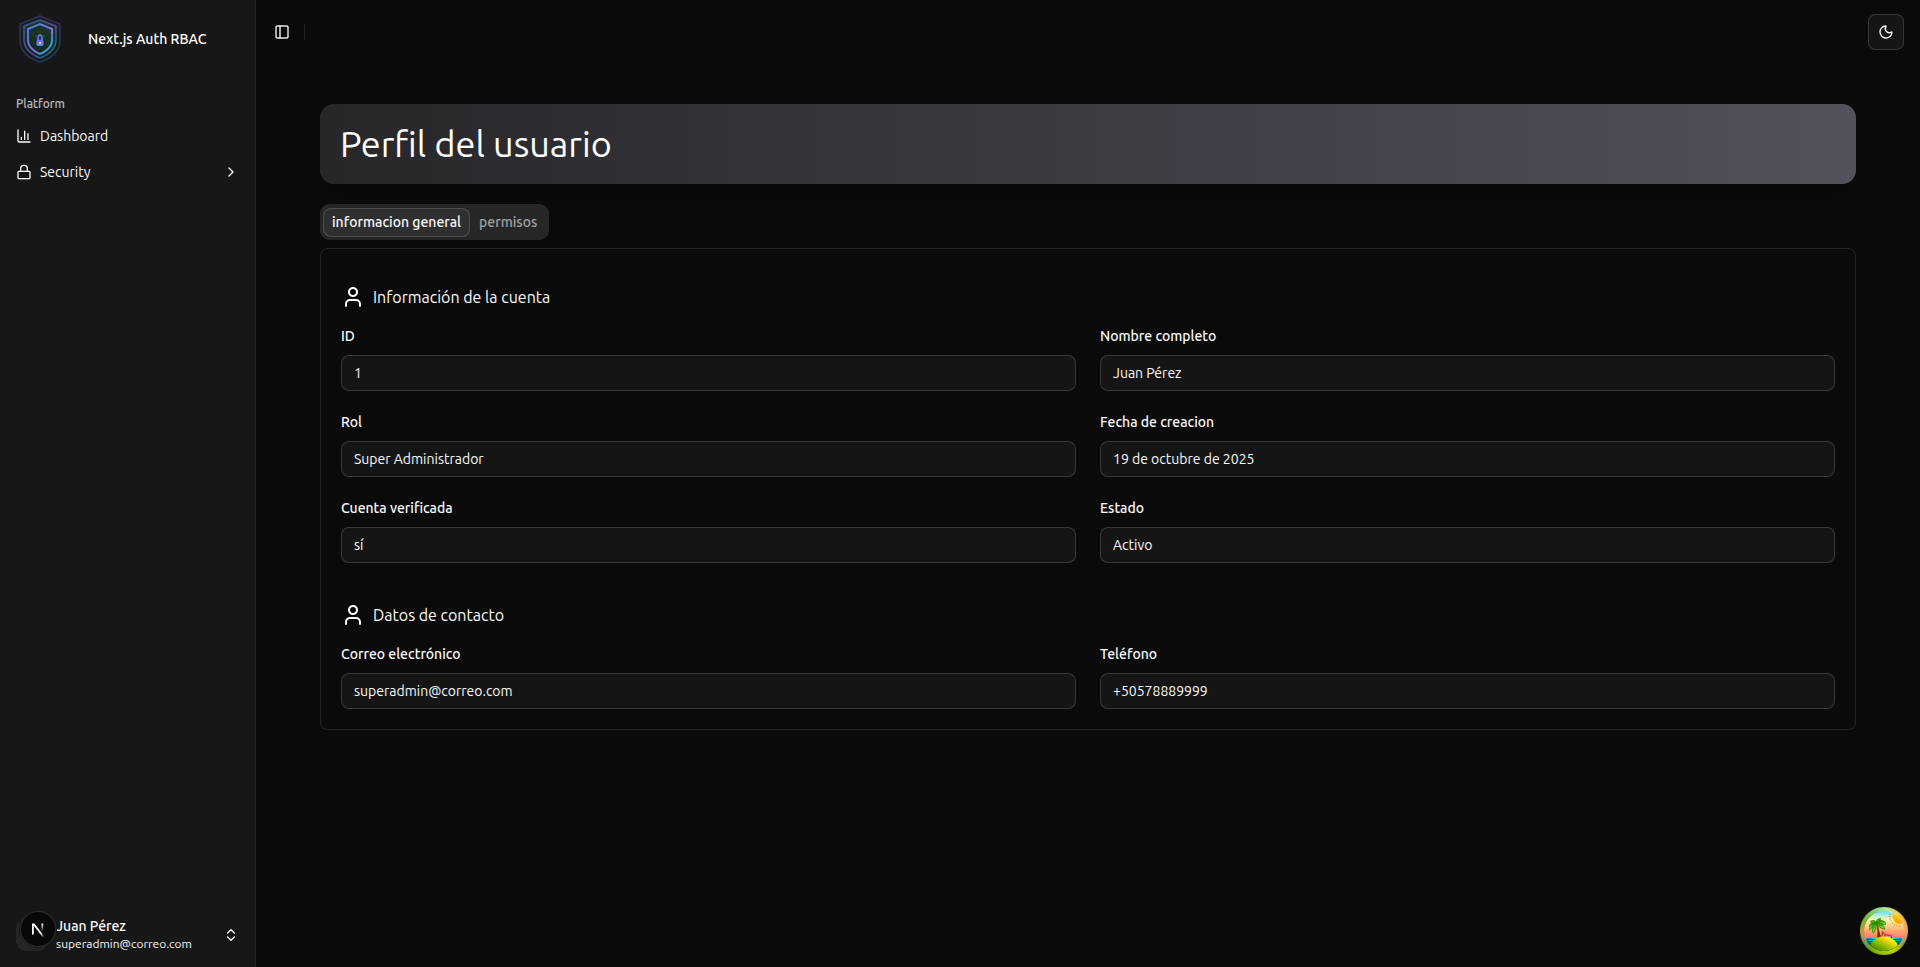 Next.js Auth RBAC
Platform
Dashboard
Security
Perfil del usuario
informacion general
permisos
Información de la cuenta
ID
Nombre completo
1
Juan Pérez
Rol
Fecha de creacion
Super Administrador
19 de octubre de 2025
Cuenta verificada
Estado
sí
Activo
Datos de contacto
Correo electrónico
Teléfono
superadmin@correo.com
+50578889999
N
Juan Pérez
superadmin@correo.com